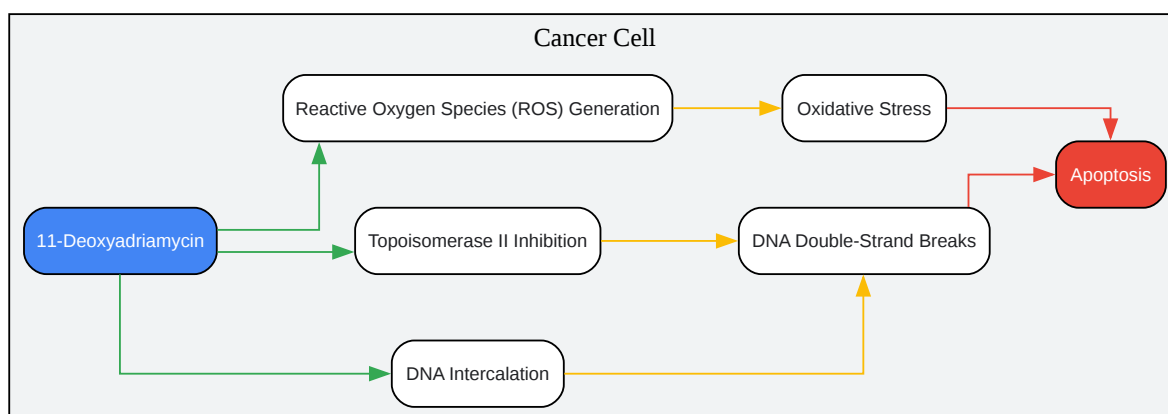 Cancer Cell
Reactive Oxygen Species (ROS) Generation
Oxidative Stress
Apoptosis
11-Deoxyadriamycin
Topoisomerase II Inhibition
DNA Double-Strand Breaks
DNA Intercalation